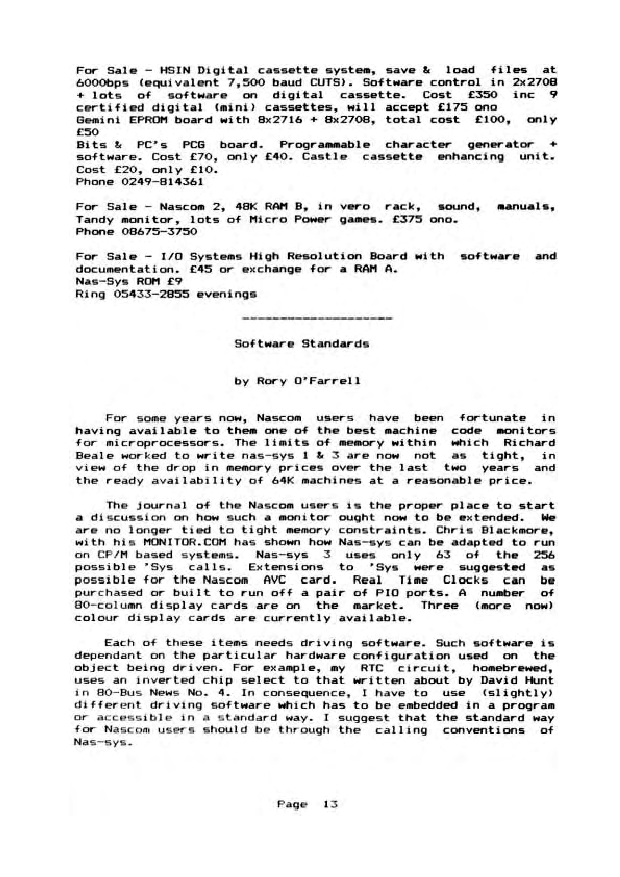 For Sale - HSIN Digital cassette system, save & load files at
6000bps (equivalent 7,500 baud CUTS). Software control in 2x2708
+ lots of software on digital cassette. Cost £350 inc 9
certified digital (mini) cassettes, will accept £175 ono
Gemini EPROM board with 8x2716 + 8x2708, total cost £100, only
£50
Bits & PC's PCG board. Programmable character generator +
software. Cost £70, only £40. Castle cassette enhancing unit.
Cost £20, only £10.
Phone 0249-814361
For Sale - Nascom 2, 48K RAM B, in vero rack, sound, manuals,
Tandy monitor, lots of Micro Power games. £375 ono.
Phone 08675-3750
For Sale - I/O Systems High Resolution Board with software and
documentation. £45 or exchange for a RAM A.
Nas-Sys ROM £9
Ring 05433-2855 evenings
--------------------
Software Standards
by Rory O'Farrell
For some years now, Nascom users have been fortunate in
having available to them one of the best machine code monitors
for microprocessors. The limits of memory within which Richard
Beale worked to write nas-sys 1 & 3 are now not as tight, in
view of the drop in memory prices over the last two years and
the ready availability of 64K machines at a reasonable price.
The journal of the Nascom users is the proper place to start
a discussion on how such a monitor ought now to be extended. We
are no longer tied to tight memory constraints. Chris Blackmore,
with his MONITOR.COM has shown how Nas-sys can be adapted to run
on CP/M based systems. Nas-sys 3 uses only 63 of the 256
possible 'Sys calls. Extensions to 'Sys were suggested as
possible for the Nascom AVC card. Real Time Clocks can be
purchased or built to run off a pair of PIO ports. A number of
80-column display cards are on the market. Three (more now)
colour display cards are currently available.
Each of these items needs driving software. Such software is
dependant on the particular hardware configuration used on the
object being driven. For example, my RTC circuit, homebrewed,
uses an inverted chip select to that written about by David Hunt
in 80-Bus News No. 4. In consequence, I have to use (slightly)
different driving software which has to be embedded in a program
or accessible in a standard way. I suggest that the standard way
for Nascom users should be through the calling conventions of
Nas-sys.
Page 13